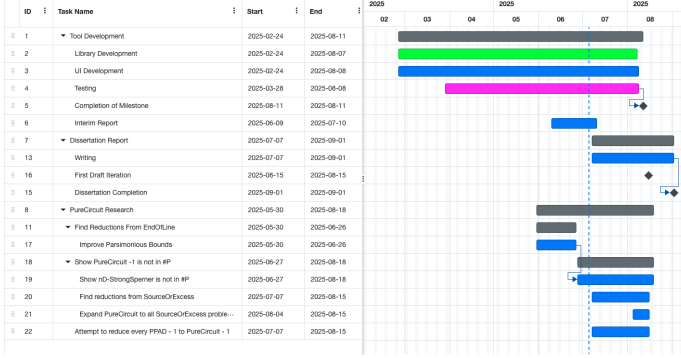 2025 2025 2025
ID Task Name Start End
02 03 04 05 06 07 08
1 Tool Development 2025-02-24 2025-08-11
2 Library Development 2025-02-24 2025-08-07
3 UI Development 2025-02-24 2025-08-08
4 Testing 2025-03-28 2025-08-08
5 Completion of Milestone 2025-08-11 2025-08-11
6 Interim Report 2025-06-09 2025-07-10
7 Dissertation Report 2025-07-07 2025-09-01
13 Writing 2025-07-07 2025-09-01
16 First Draft Iteration 2025-08-15 2025-08-15
15 Dissertation Completion 2025-09-01 2025-09-01
8 PureCircuit Research 2025-05-30 2025-08-18
11 Find Reductions From EndOfLine 2025-05-30 2025-06-26
17 Improve Parsimonious Bounds 2025-05-30 2025-06-26
18 Show PureCircuit -1 is not in #P 2025-06-27 2025-08-18
19 Show nD-StrongSperner is not in #P 2025-06-27 2025-08-18
20 Find reductions from SourceOrExcess 2025-07-07 2025-08-15
21 Expand PureCircuit to all SourceOrExcess proble··· 2025-08-04 2025-08-15
22 Attempt to reduce every PPAD - 1 to PureCircuit - 1 2025-07-07 2025-08-15